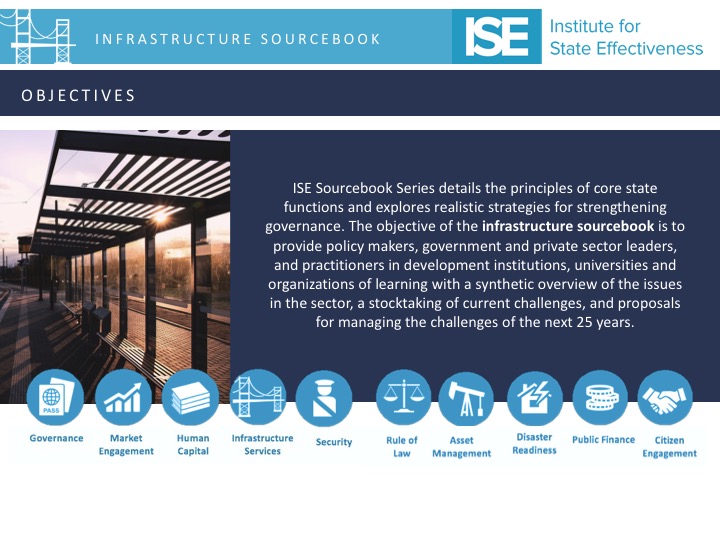 INFRASTRUCTURE SOURCEBOOK
ISE
Institute for
State Effectiveness
OBJECTIVES
ISE Sourcebook Series details the principles of core state
functions and explores realistic strategies for strengthening
governance. The objective of the infrastructure sourcebook is to
provide policy makers, government and private sector leaders,
and practitioners in development institutions, universities and
organizations of learning with a synthetic overview of the issues
in the sector, a stocktaking of current challenges, and proposals
for managing the challenges of the next 25 years.
PASS
Governance
Market
Engagement
Human
Capital
Infrastructure
Services
Security
Rule of
Law
Asset
Management
Disaster
Readiness
Public Finance
Citizen
Engagement